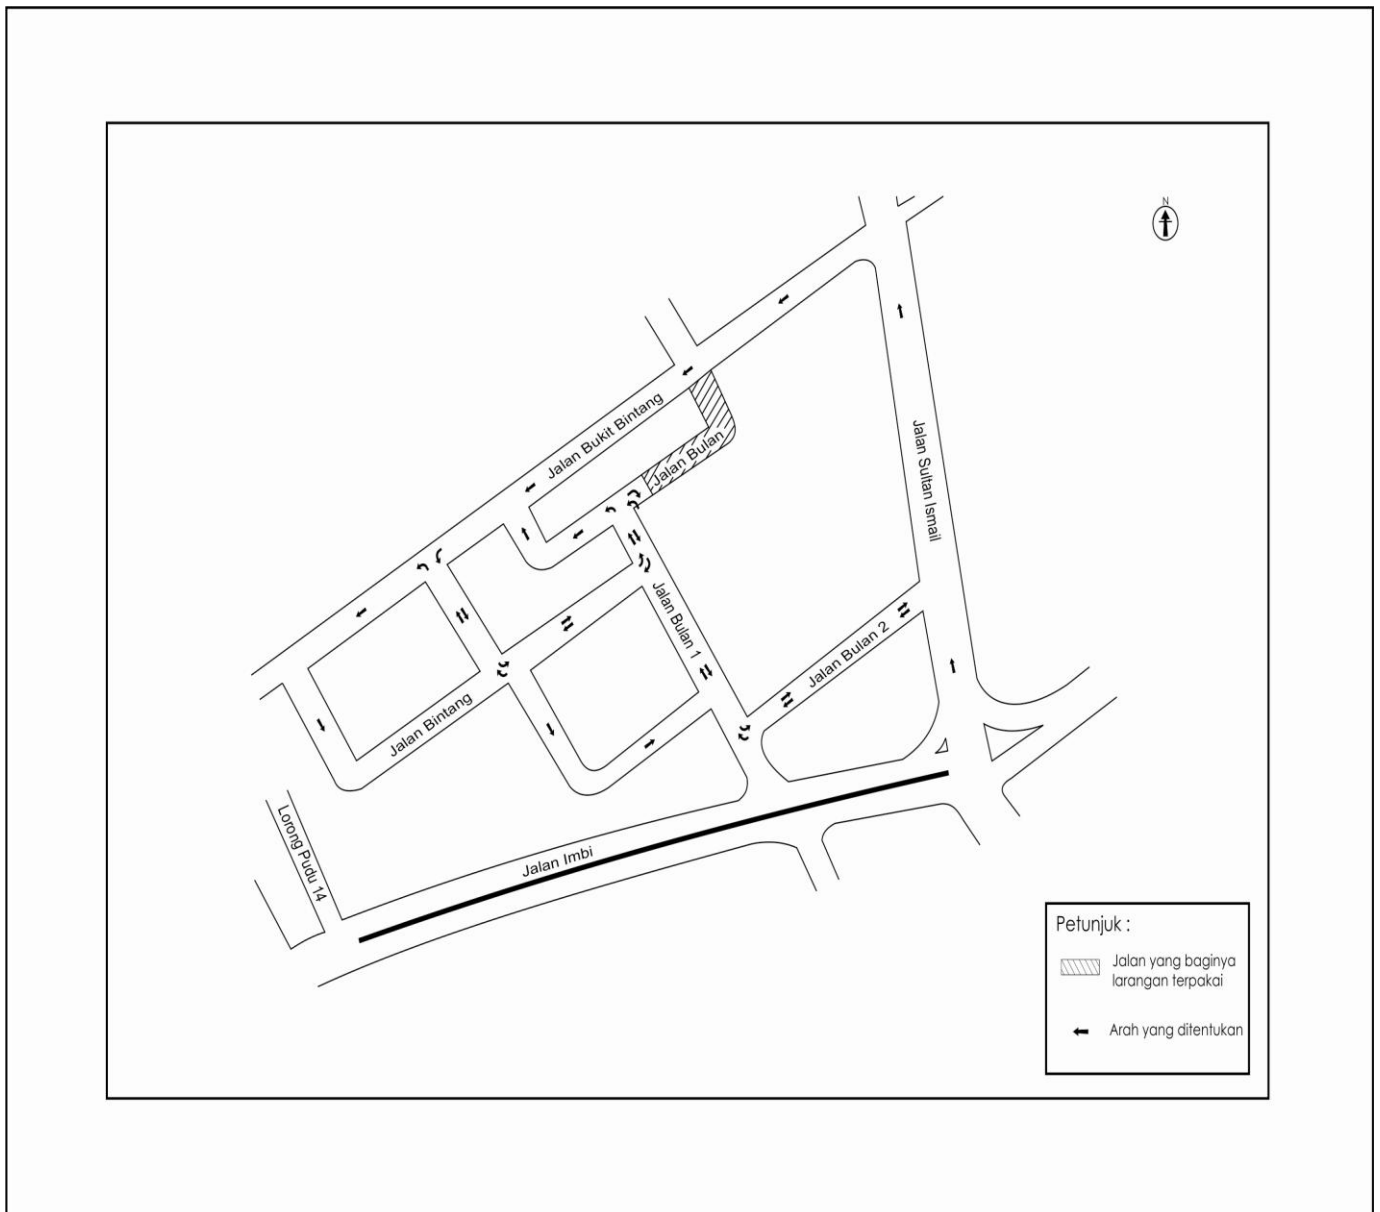 N
Jalan Bukit Bintang
Jalan Bulan
Jalan Sultan Ismail
Jalan Bulan 1
Jalan Bulan 2
Jalan Bintang
Lorong Pudu 14
Jalan Imbi
Petunjuk :
Jalan yang baginya
larangan terpakai
Arah yang ditentukan